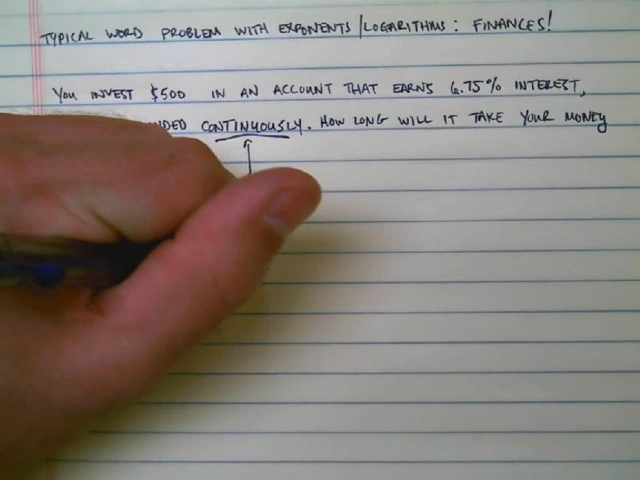 TYPICAL WORD PROBLEM WITH EXPONENTS/LOGARITHMS: FINANCES!
YOU INVEST $500 IN AN ACCOUNT THAT EARNS 6.75% INTEREST,
NDED CONTINUOUSLY. HOW LONG WILL IT TAKE YOUR MONEY